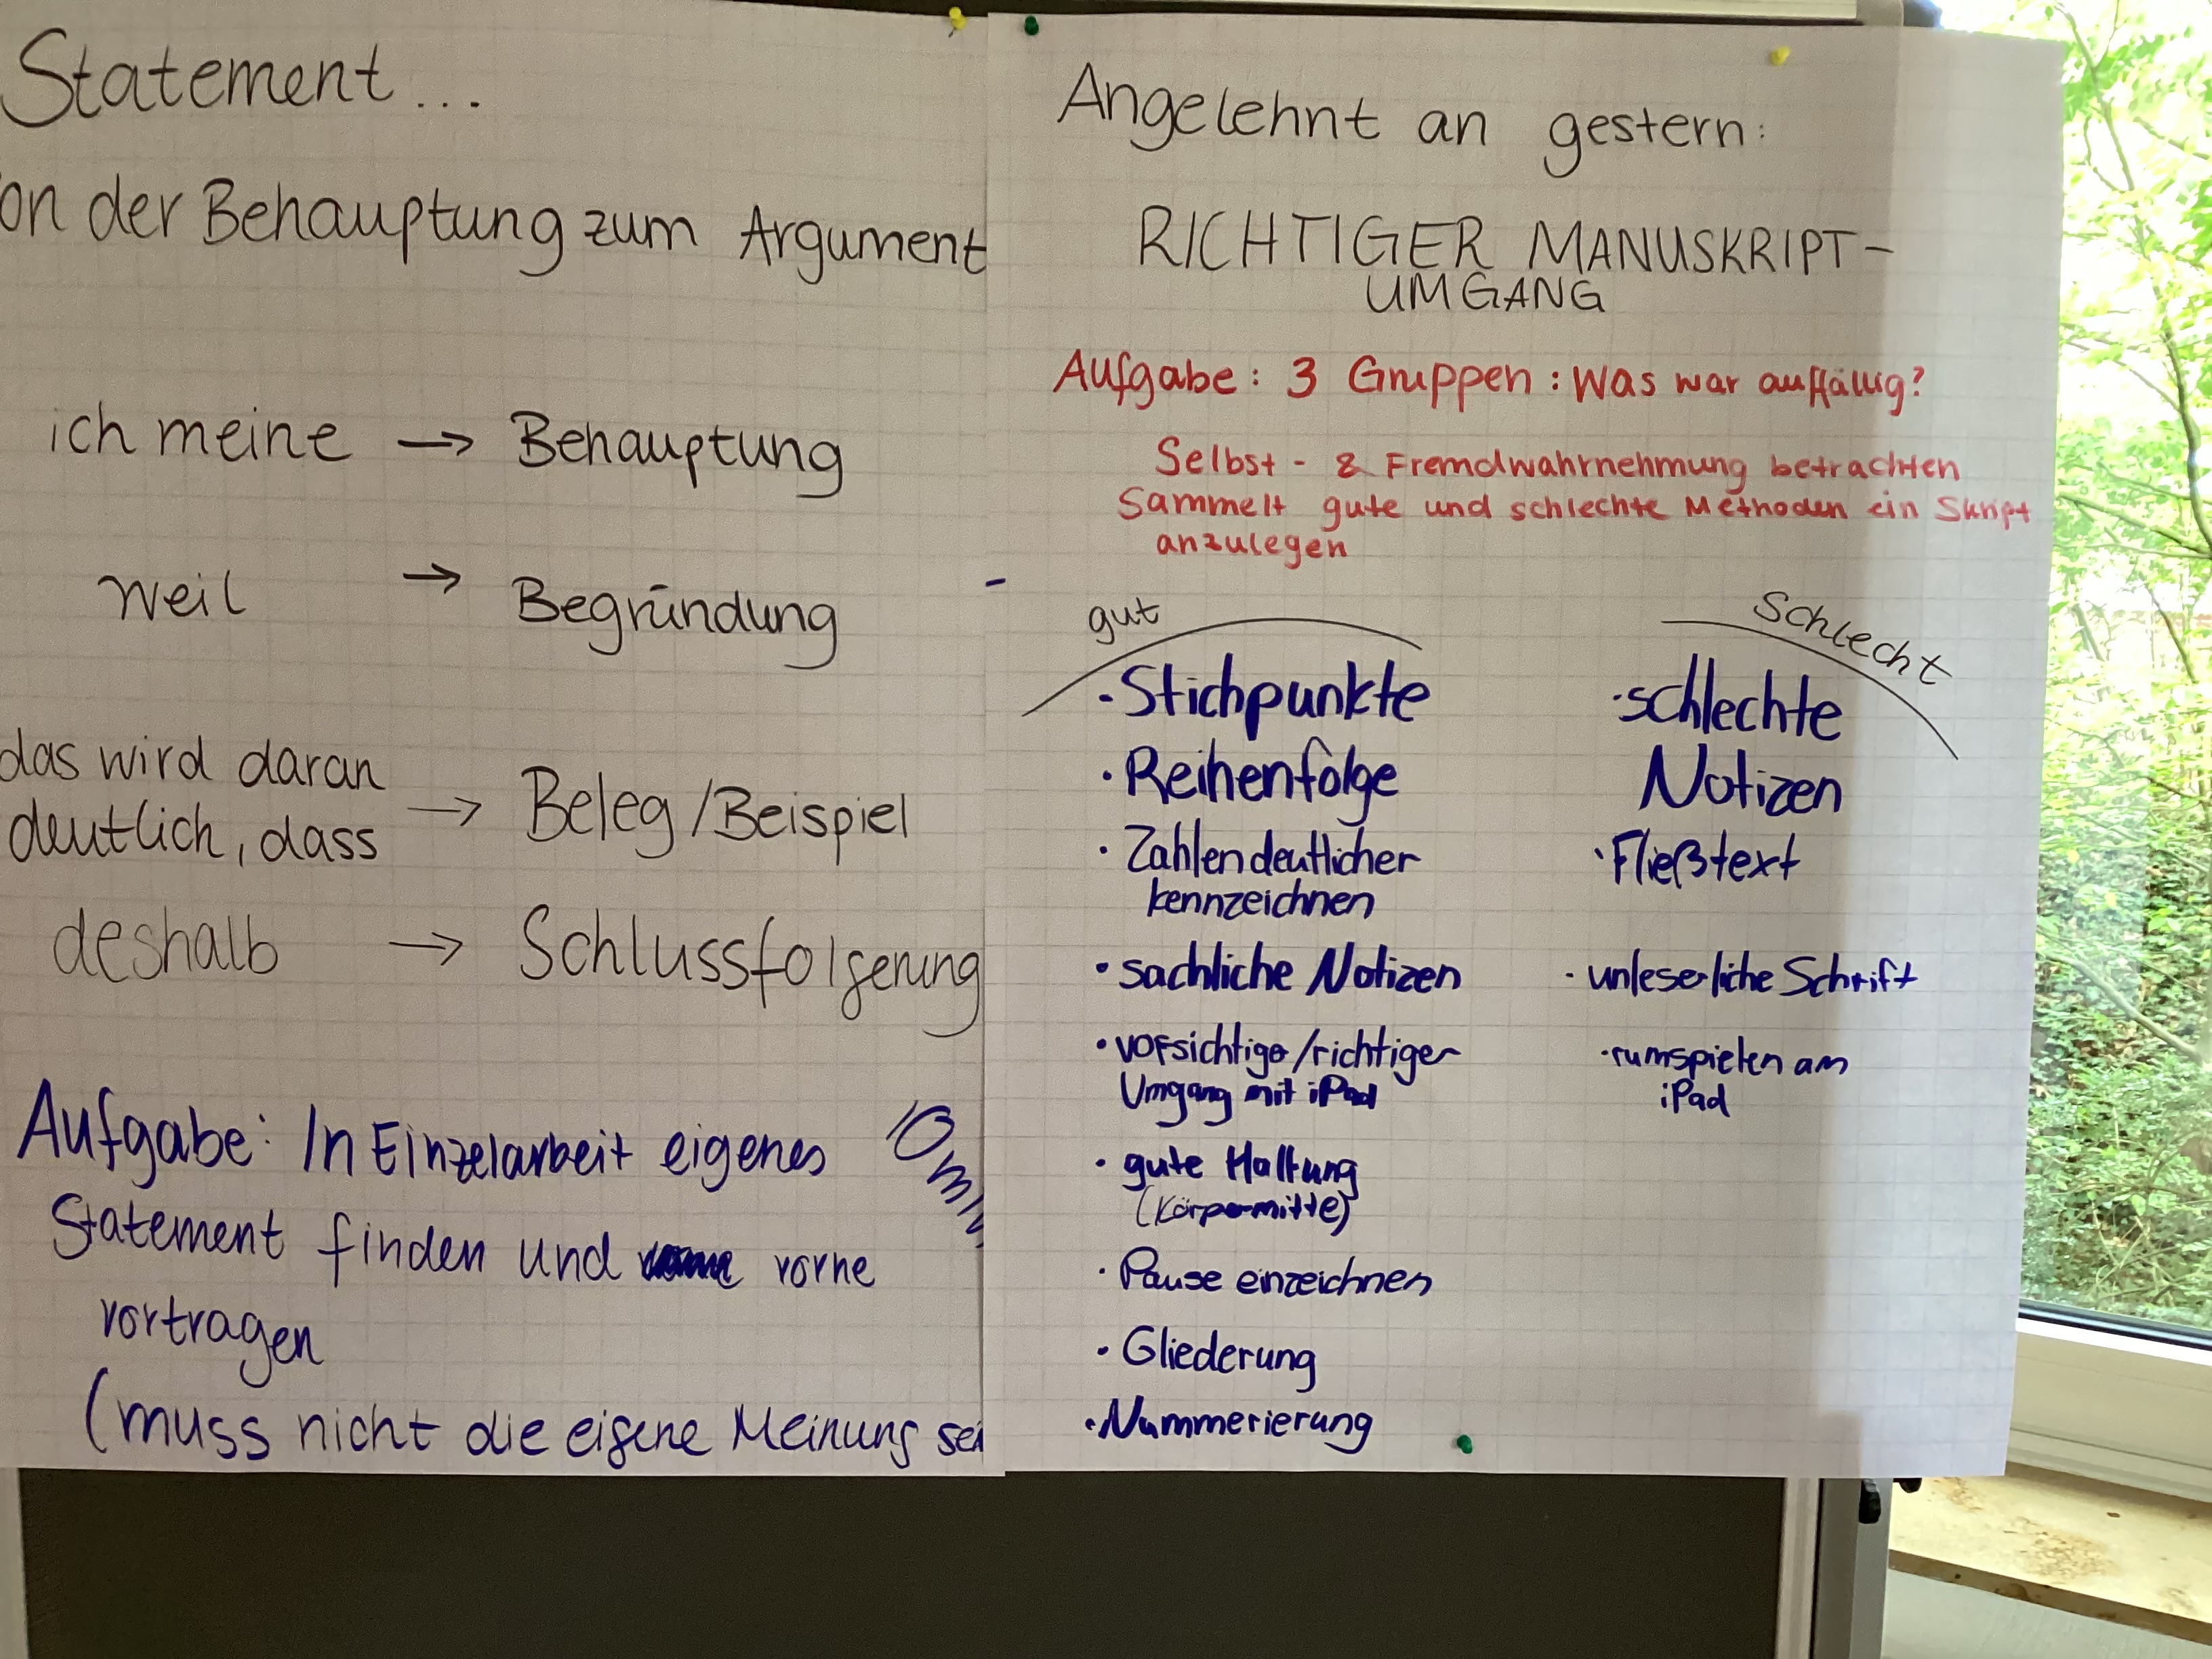 Statement...
on der Behauptung zum Argument
ich meine → Behauptung
weil → Begründung
das wird daran
deutlich, dass → Beleg/Beispiel
deshalb → Schlussfolgerung
Aufgabe: In Einzelarbeit eigenes
10 min
Statement finden und vorne
vortragen
(muss nicht die eigene Meinung sei
Angelehnt an gestern:
RICHTIGER MANUSKRIPT-
UMGANG
Aufgabe: 3 Gruppen: Was war auffällig?
Selbst- & Fremdwahrnehmung betrachten
Sammelt gute und schlechte Methoden ein Skript
anzulegen
gut
· Stichpunkte
· Reihenfolge
· Zahlen deutlicher
kennzeichnen
· sachliche Notizen
· vorsichtige/richtiger
Umgang mit iPad
· gute Haltung
(Körpermitte)
· Pause einzeichnen
· Gliederung
· Nummerierung
Schlecht
· schlechte
Notizen
· Fließtext
· unleserliche Schrift
· rumspielen am
iPad